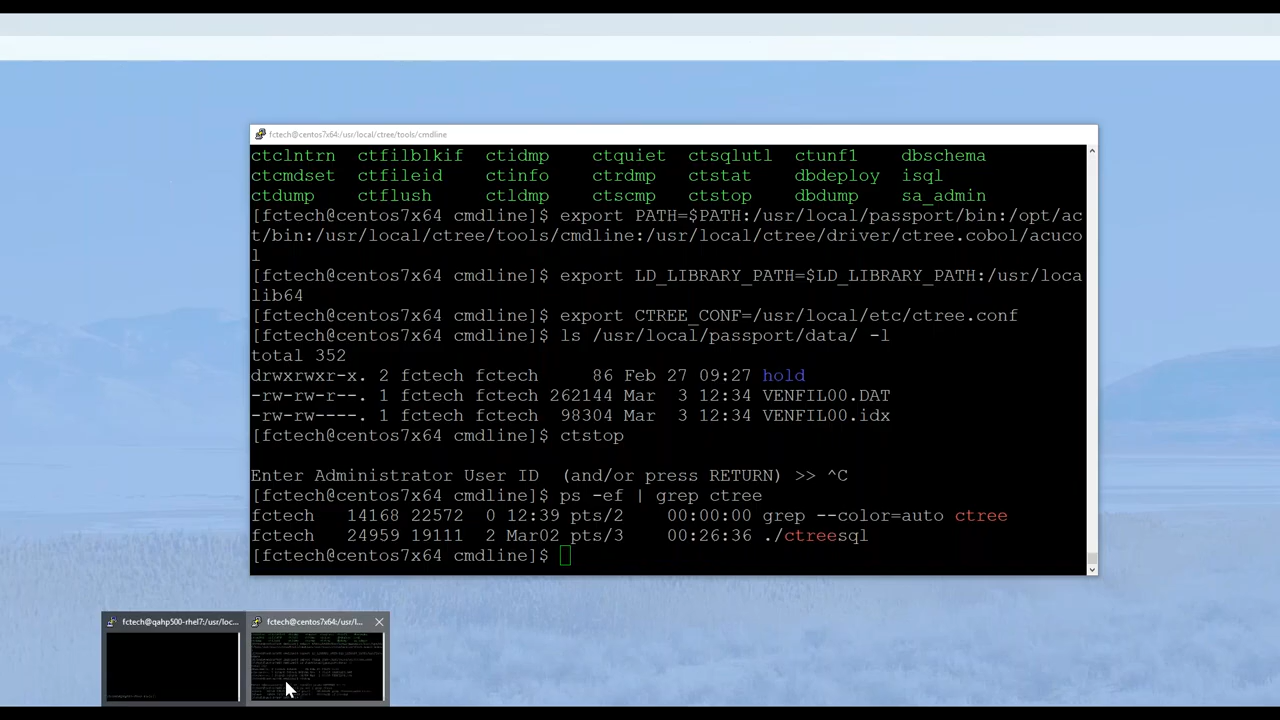 fctech@centos7x64:/usr/local/ctree/tools/cmdline
ctclntrn ctfilblkif ctidmp ctquiet ctsqlutl ctunf1 dbschema
ctcmdset ctfileid ctinfo ctrdmp ctstat dbdeploy isql
ctdump ctflush ctldmp ctscmp ctstop dbdump sa_admin
[fctech@centos7x64 cmdline]$ export PATH=$PATH:/usr/local/passport/bin:/opt/ac
t/bin:/usr/local/ctree/tools/cmdline:/usr/local/ctree/driver/ctree.cobol/acuco
l
[fctech@centos7x64 cmdline]$ export LD_LIBRARY_PATH=$LD_LIBRARY_PATH:/usr/loca
lib64
[fctech@centos7x64 cmdline]$ export CTREE_CONF=/usr/local/etc/ctree.conf
[fctech@centos7x64 cmdline]$ ls /usr/local/passport/data/ -l
total 352
drwxrwxr-x. 2 fctech fctech 86 Feb 27 09:27 hold
-rw-rw-r--. 1 fctech fctech 262144 Mar 3 12:34 VENFIL00.DAT
-rw-rw----. 1 fctech fctech 98304 Mar 3 12:34 VENFIL00.idx
[fctech@centos7x64 cmdline]$ ctstop
Enter Administrator User ID (and/or press RETURN) >> ^C
[fctech@centos7x64 cmdline]$ ps -ef | grep ctree
fctech 14168 22572 0 12:39 pts/2 00:00:00 grep --color=auto ctree
fctech 24959 19111 2 Mar02 pts/3 00:26:36 ./ctreesql
[fctech@centos7x64 cmdline]$
fctech@qahp500-rhel7:/usr/loc...
fctech@centos7x64:/usr/l...